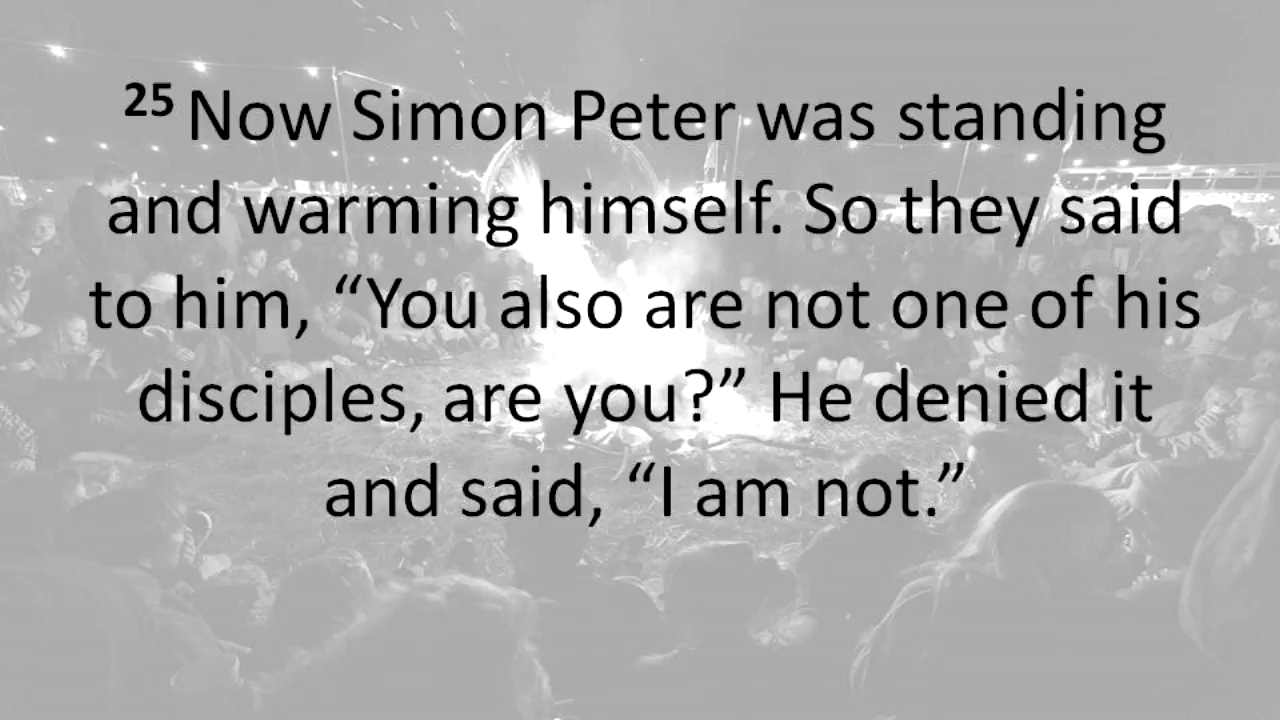 25 Now Simon Peter was standing
and warming himself. So they said
to him, “You also are not one of his
disciples, are you?” He denied it
and said, “I am not.”